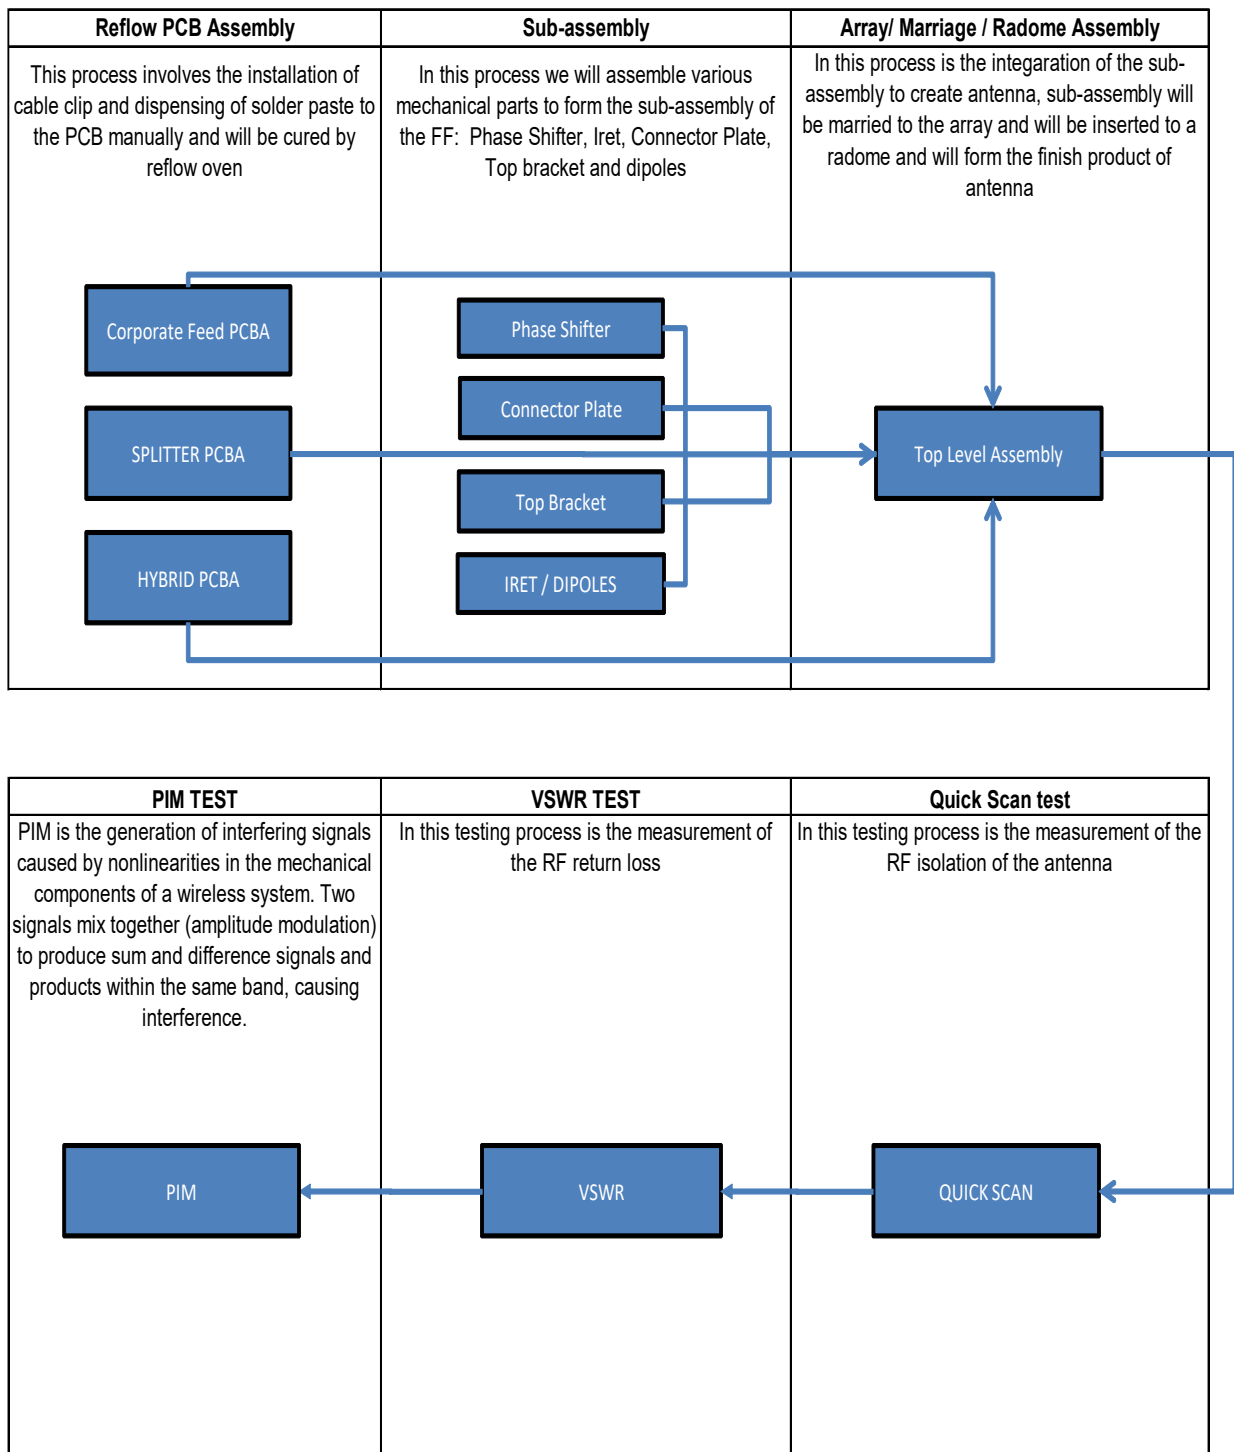 Reflow PCB Assembly
This process involves the installation of
cable clip and dispensing of solder paste to
the PCB manually and will be cured by
reflow oven
Sub-assembly
In this process we will assemble various
mechanical parts to form the sub-assembly of
the FF:  Phase Shifter, Iret, Connector Plate,
Top bracket and dipoles
Array/ Marriage / Radome Assembly
In this process is the integaration of the sub-
assembly to create antenna, sub-assembly will
be married to the array and will be inserted to a
radome and will form the finish product of
antenna
Corporate Feed PCBA
SPLITTER PCBA
HYBRID PCBA
Phase Shifter
Connector Plate
Top Bracket
IRET / DIPOLES
Top Level Assembly
PIM TEST
PIM is the generation of interfering signals
caused by nonlinearities in the mechanical
components of a wireless system. Two
signals mix together (amplitude modulation)
to produce sum and difference signals and
products within the same band, causing
interference.
VSWR TEST
In this testing process is the measurement of
the RF return loss
Quick Scan test
In this testing process is the measurement of the
RF isolation of the antenna
PIM
VSWR
QUICK SCAN